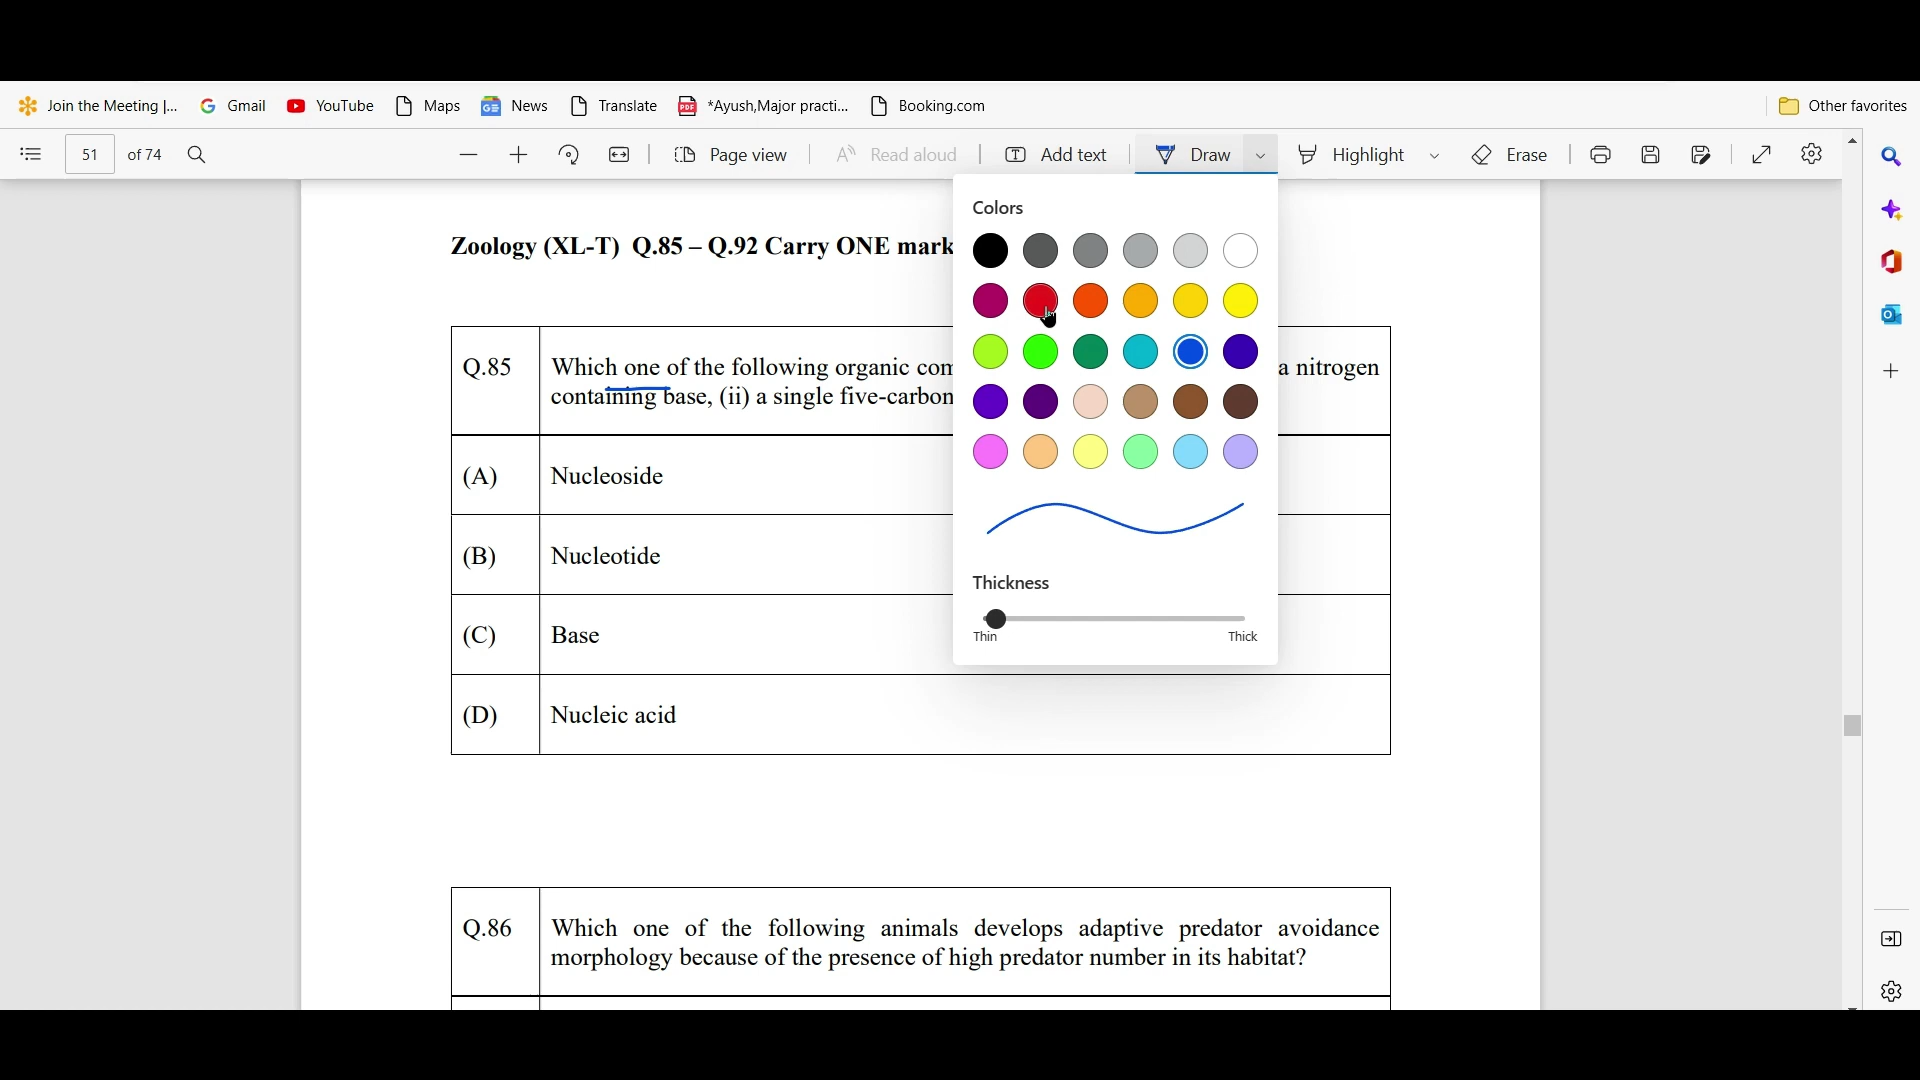 Join the Meeting |... Gmail YouTube Maps News Translate *Ayush,Major practi... Booking.com Other favorites
51 of 74 Page view Read aloud Add text Draw Highlight Erase
Colors
Zoology (XL-T) Q.85 – Q.92 Carry ONE mark
Q.85 Which one of the following organic com a nitrogen
containing base, (ii) a single five-carbon
(A) Nucleoside
(B) Nucleotide
Thickness
Thin Thick
(C) Base
(D) Nucleic acid
Q.86 Which one of the following animals develops adaptive predator avoidance
morphology because of the presence of high predator number in its habitat?